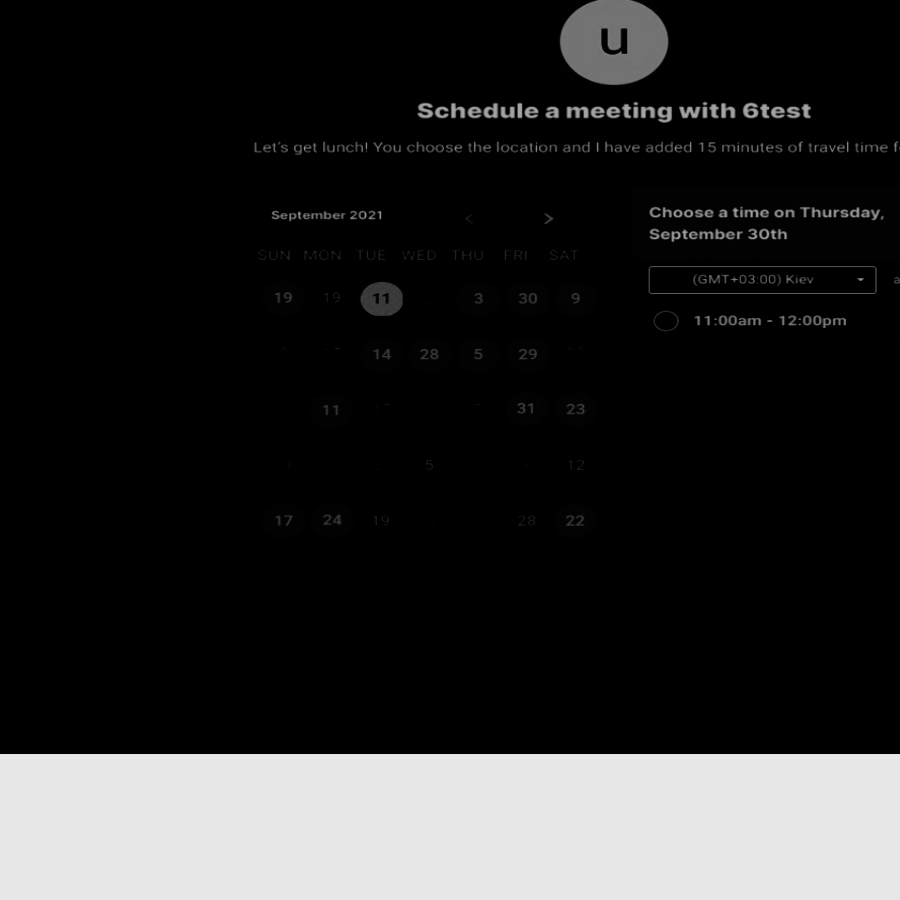 u
Schedule a meeting with 6test
Let's get lunch! You choose the location and I have added 15 minutes of travel time
September 2021 < >
SUN MON TUE WED THU FRI SAT
19 19 11 3 30 9
14 28 5 29
11 31 23
5 12
17 24 19 28 22
Choose a time on Thursday,
September 30th
(GMT+03:00) Kiev
11:00am - 12:00pm